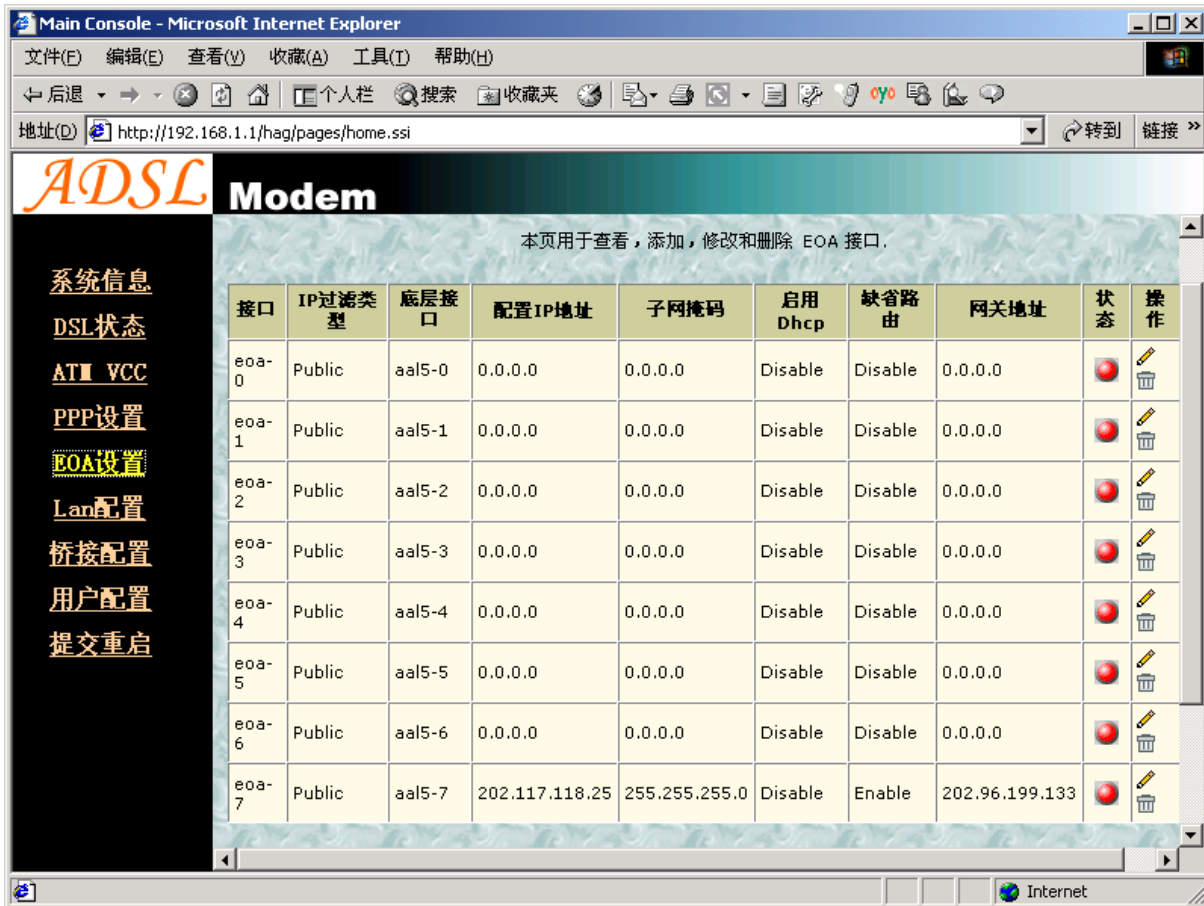 Main Console - Microsoft Internet Explorer
文件(F) 编辑(E) 查看(V) 收藏(A) 工具(T) 帮助(H)
后退 个人栏 搜索 收藏夹
地址(D) http://192.168.1.1/hag/pages/home.ssi 转到 链接 »
ADSL Modem
本页用于查看，添加，修改和删除 EOA 接口.
系统信息
DSL状态
ATM VCC
PPP设置
EOA设置
Lan配置
桥接配置
用户配置
提交重启
接口 IP过滤类型 底层接口 配置IP地址 子网掩码 启用Dhcp 缺省路由 网关地址 状态 操作
eoa-0 Public aal5-0 0.0.0.0 0.0.0.0 Disable Disable 0.0.0.0
eoa-1 Public aal5-1 0.0.0.0 0.0.0.0 Disable Disable 0.0.0.0
eoa-2 Public aal5-2 0.0.0.0 0.0.0.0 Disable Disable 0.0.0.0
eoa-3 Public aal5-3 0.0.0.0 0.0.0.0 Disable Disable 0.0.0.0
eoa-4 Public aal5-4 0.0.0.0 0.0.0.0 Disable Disable 0.0.0.0
eoa-5 Public aal5-5 0.0.0.0 0.0.0.0 Disable Disable 0.0.0.0
eoa-6 Public aal5-6 0.0.0.0 0.0.0.0 Disable Disable 0.0.0.0
eoa-7 Public aal5-7 202.117.118.25 255.255.255.0 Disable Enable 202.96.199.133
Internet